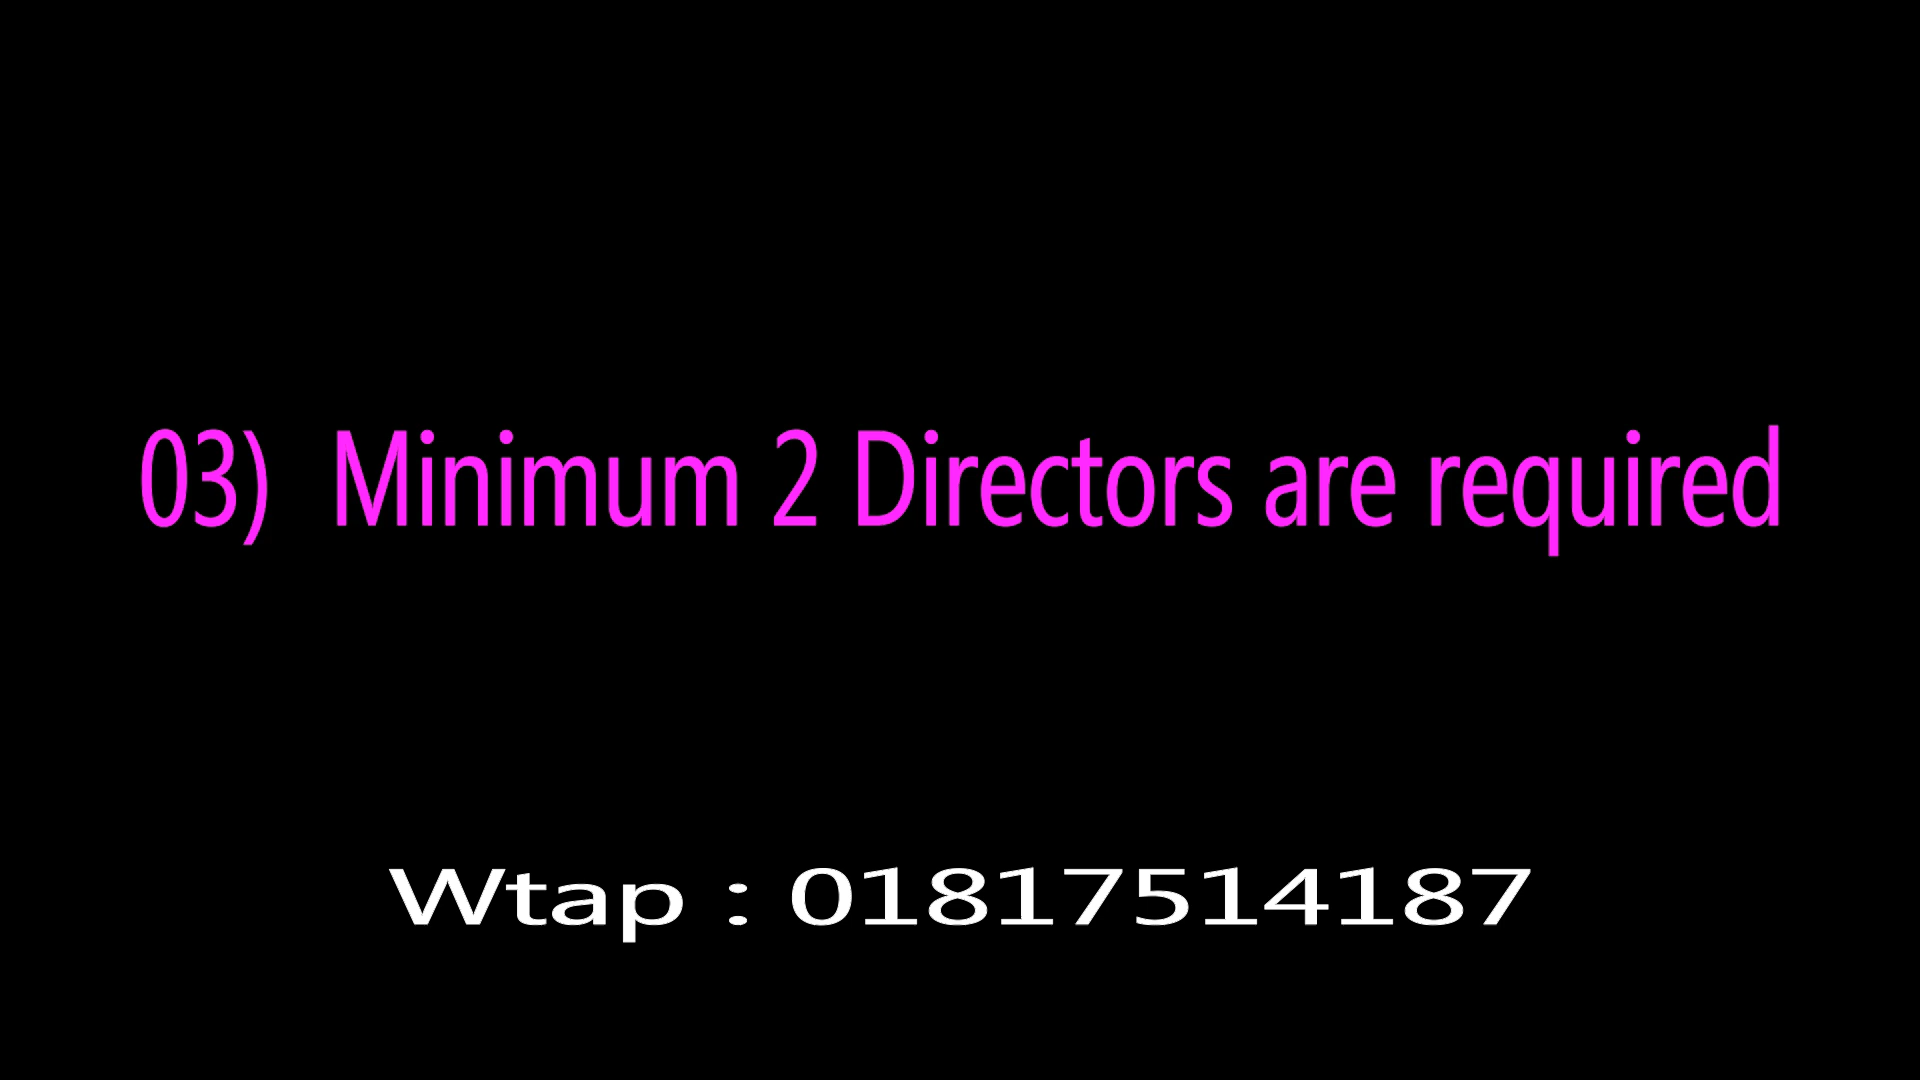 03) Minimum 2 Directors are required
Wtap : 01817514187